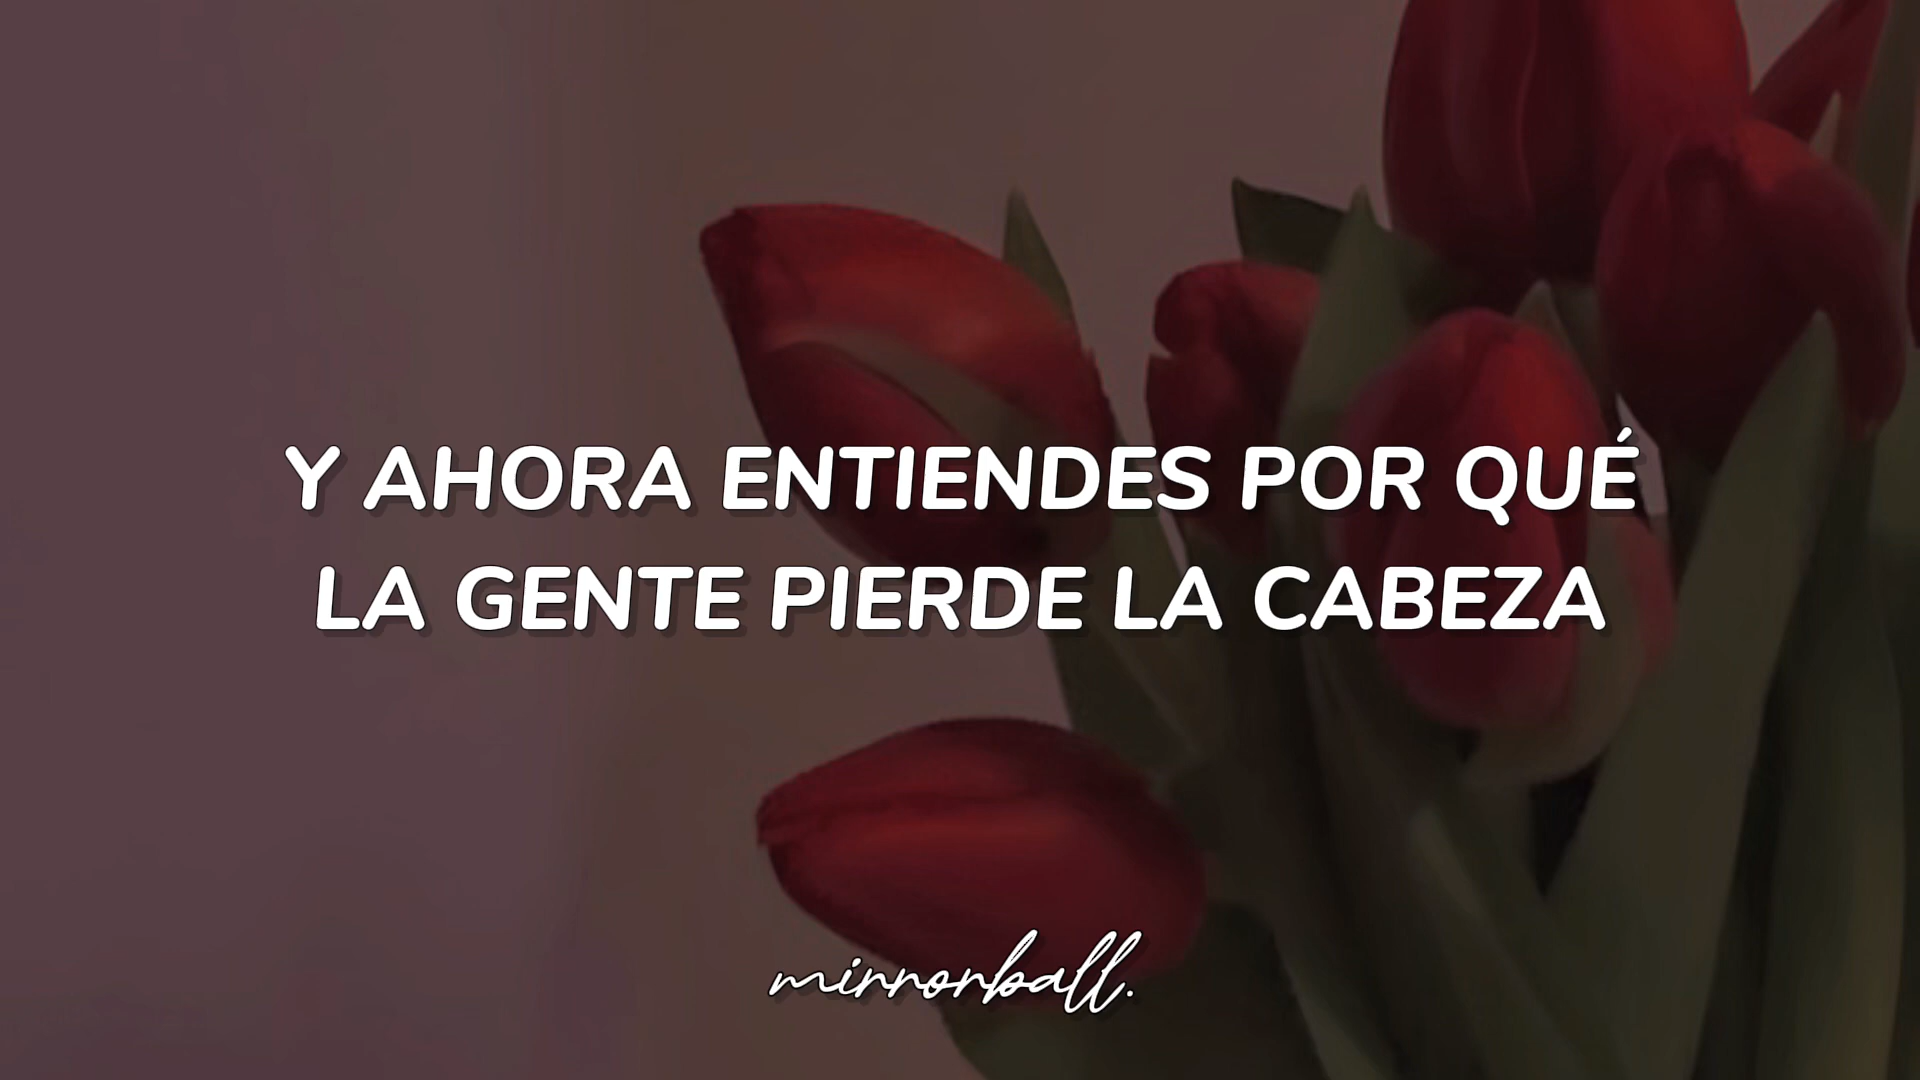 Y AHORA ENTIENDES POR QUÉ
LA GENTE PIERDE LA CABEZA
mirrorball.